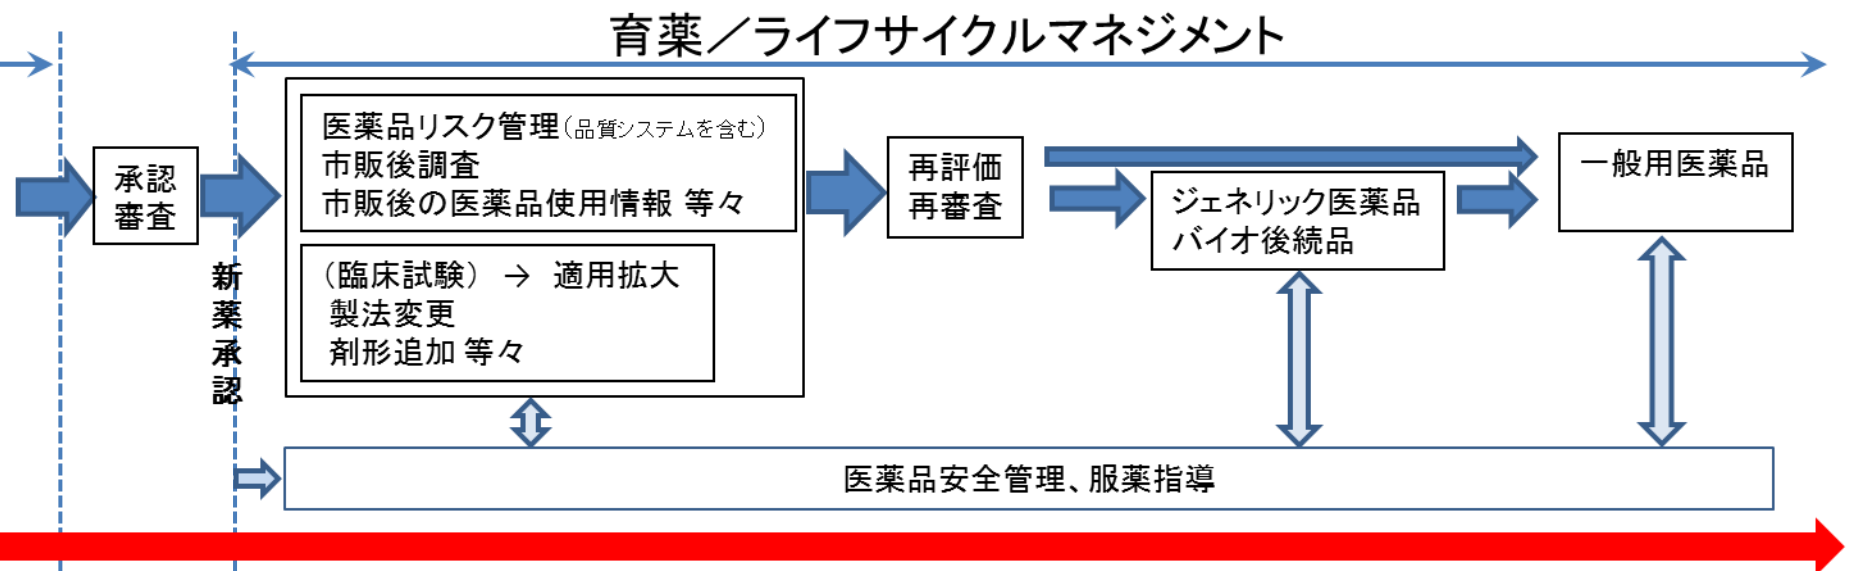 育薬／ライフサイクルマネジメント
承認
審査
新薬承認
医薬品リスク管理（品質システムを含む）
市販後調査
市販後の医薬品使用情報 等々
（臨床試験） → 適用拡大
製法変更
剤形追加 等々
再評価
再審査
ジェネリック医薬品
バイオ後続品
一般用医薬品
医薬品安全管理、服薬指導